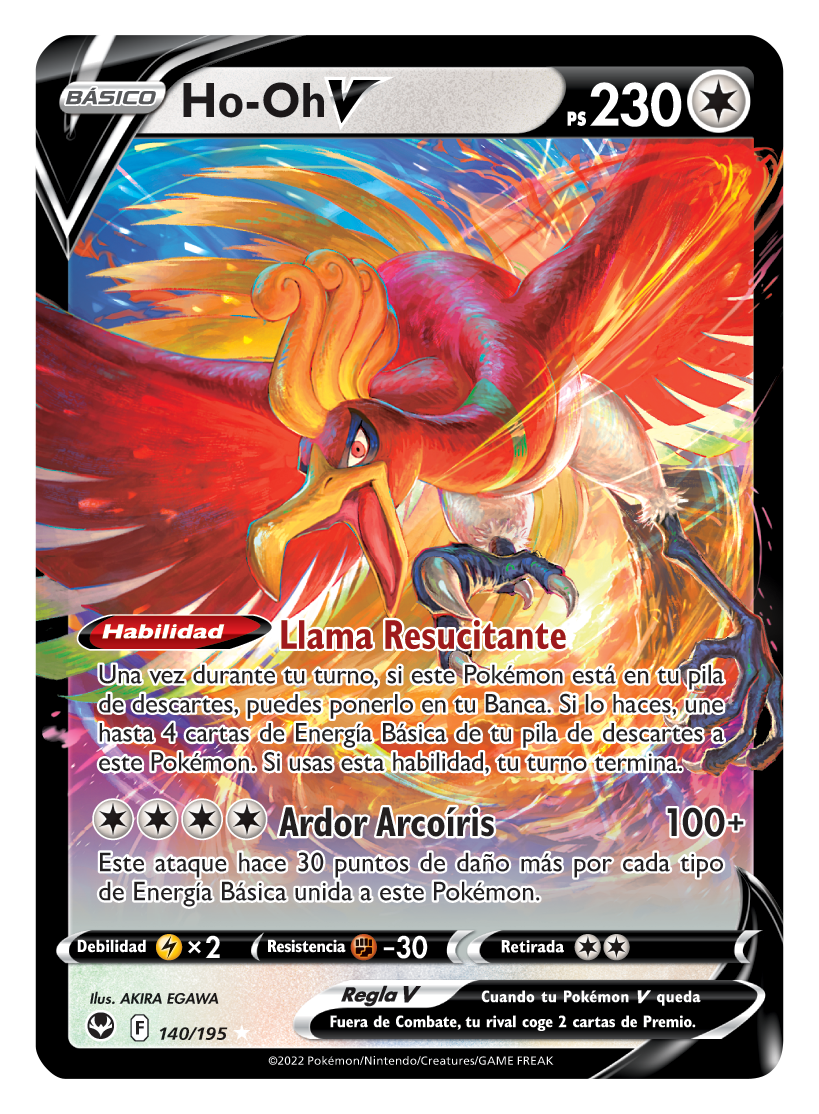 BÁSICO Ho-Oh V PS 230
Habilidad Llama Resucitante
Una vez durante tu turno, si este Pokémon está en tu pila
de descartes, puedes ponerlo en tu Banca. Si lo haces, une
hasta 4 cartas de Energía Básica de tu pila de descartes a
este Pokémon. Si usas esta habilidad, tu turno termina.
Ardor Arcoíris 100+
Este ataque hace 30 puntos de daño más por cada tipo
de Energía Básica unida a este Pokémon.
Debilidad ×2 Resistencia -30 Retirada
Ilus. AKIRA EGAWA
Regla V Cuando tu Pokémon V queda
Fuera de Combate, tu rival coge 2 cartas de Premio.
F 140/195
©2022 Pokémon/Nintendo/Creatures/GAME FREAK